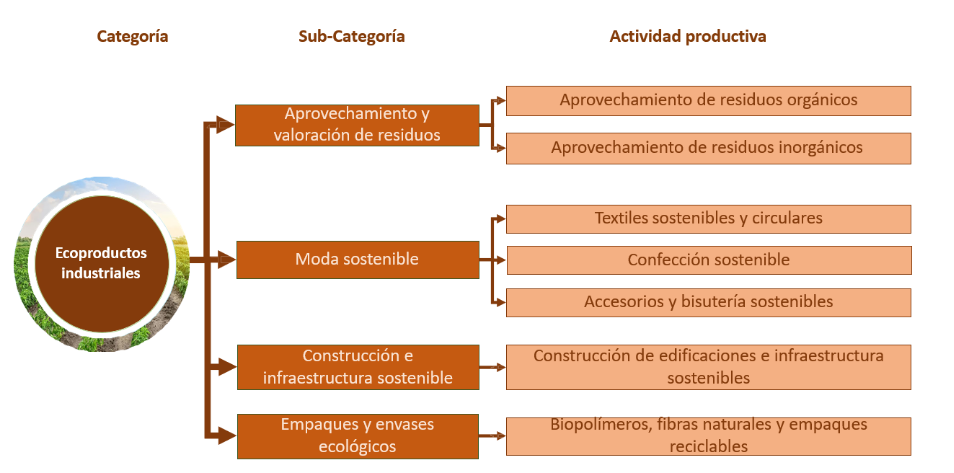 Categoría
Sub-Categoría
Actividad productiva
Ecoproductos
industriales
Aprovechamiento y
valoración de residuos
Aprovechamiento de residuos orgánicos
Aprovechamiento de residuos inorgánicos
Moda sostenible
Textiles sostenibles y circulares
Confección sostenible
Accesorios y bisutería sostenibles
Construcción e
infraestructura sostenible
Construcción de edificaciones e infraestructura
sostenibles
Empaques y envases
ecológicos
Biopolímeros, fibras naturales y empaques
reciclables